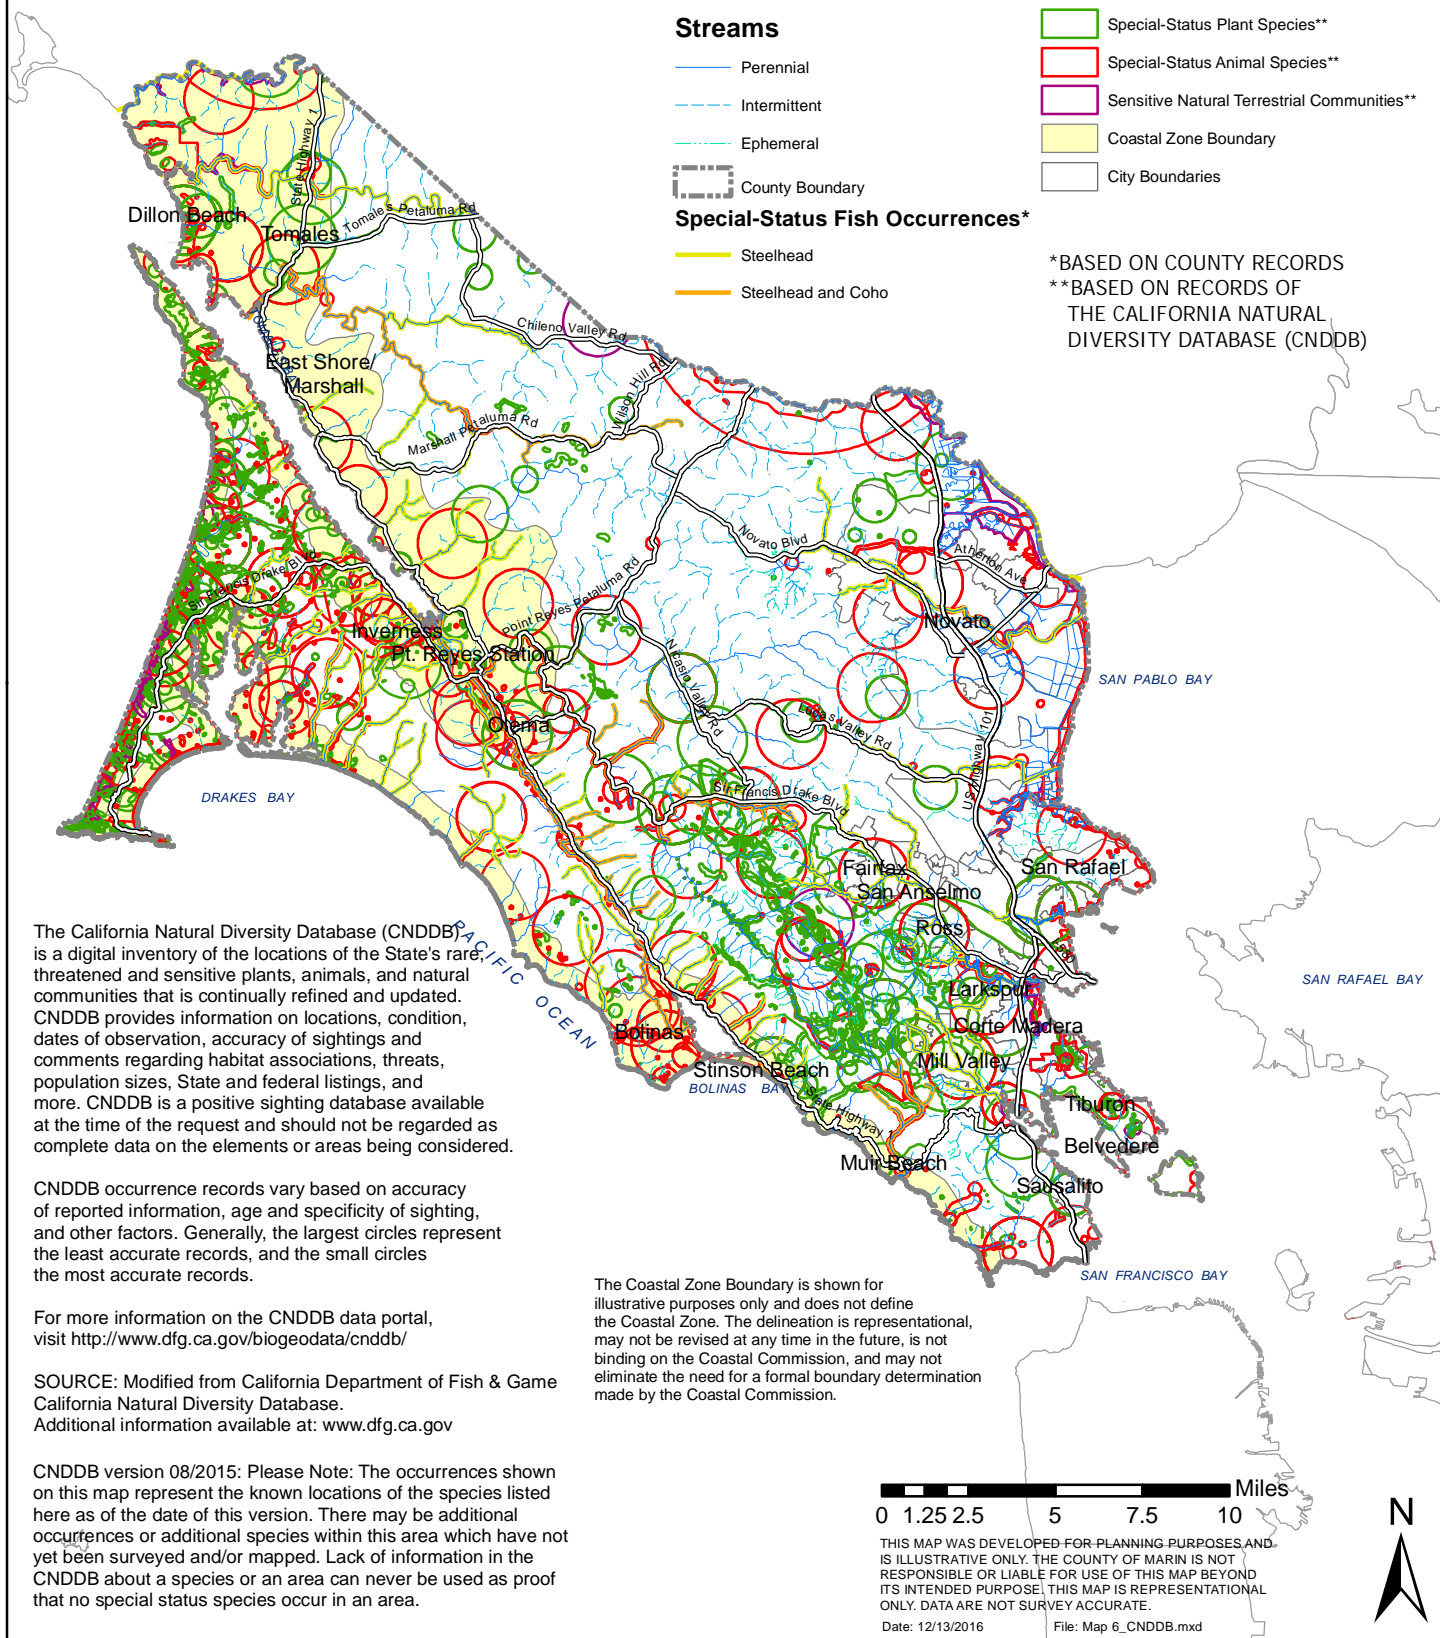 Streams
Perennial
Intermittent
Ephemeral
County Boundary
Special-Status Fish Occurrences*
Steelhead
Steelhead and Coho
Special-Status Plant Species**
Special-Status Animal Species**
Sensitive Natural Terrestrial Communities**
Coastal Zone Boundary
City Boundaries
*BASED ON COUNTY RECORDS
**BASED ON RECORDS OF
THE CALIFORNIA NATURAL
DIVERSITY DATABASE (CNDDB)
State Highway 1
Dillon Beach
Tomales
Tomales Petaluma Rd
Chileno Valley Rd
East Shore/
Marshall
Wilson Hill Rd
Marshall Petaluma Rd
Novato Blvd
Atherton Ave
Sir Francis Drake Blvd
Point Reyes Petaluma Rd
Novato
Inverness
Pt. Reyes Station
Nicasio Valley Rd
SAN PABLO BAY
Olema
Lucas Valley Rd
US Highway 101
DRAKES BAY
Sir Francis Drake Blvd
Fairfax
San Rafael
San Anselmo
Ross
I-580
PACIFIC OCEAN
SAN RAFAEL BAY
Larkspur
Corte Madera
Bolinas
Mill Valley
Stinson Beach
BOLINAS BAY
State Highway 1
Tiburon
Belvedere
Muir Beach
Sausalito
SAN FRANCISCO BAY
The California Natural Diversity Database (CNDDB)
is a digital inventory of the locations of the State's rare,
threatened and sensitive plants, animals, and natural
communities that is continually refined and updated.
CNDDB provides information on locations, condition,
dates of observation, accuracy of sightings and
comments regarding habitat associations, threats,
population sizes, State and federal listings, and
more. CNDDB is a positive sighting database available
at the time of the request and should not be regarded as
complete data on the elements or areas being considered.
CNDDB occurrence records vary based on accuracy
of reported information, age and specificity of sighting,
and other factors. Generally, the largest circles represent
the least accurate records, and the small circles
the most accurate records.
For more information on the CNDDB data portal,
visit http://www.dfg.ca.gov/biogeodata/cnddb/
SOURCE: Modified from California Department of Fish & Game
California Natural Diversity Database.
Additional information available at: www.dfg.ca.gov
CNDDB version 08/2015: Please Note: The occurrences shown
on this map represent the known locations of the species listed
here as of the date of this version. There may be additional
occurrences or additional species within this area which have not
yet been surveyed and/or mapped. Lack of information in the
CNDDB about a species or an area can never be used as proof
that no special status species occur in an area.
The Coastal Zone Boundary is shown for
illustrative purposes only and does not define
the Coastal Zone. The delineation is representational,
may not be revised at any time in the future, is not
binding on the Coastal Commission, and may not
eliminate the need for a formal boundary determination
made by the Coastal Commission.
Miles
0 1.25 2.5 5 7.5 10
THIS MAP WAS DEVELOPED FOR PLANNING PURPOSES AND
IS ILLUSTRATIVE ONLY. THE COUNTY OF MARIN IS NOT
RESPONSIBLE OR LIABLE FOR USE OF THIS MAP BEYOND
ITS INTENDED PURPOSE. THIS MAP IS REPRESENTATIONAL
ONLY. DATA ARE NOT SURVEY ACCURATE.
Date: 12/13/2016 File: Map 6_CNDDB.mxd
N